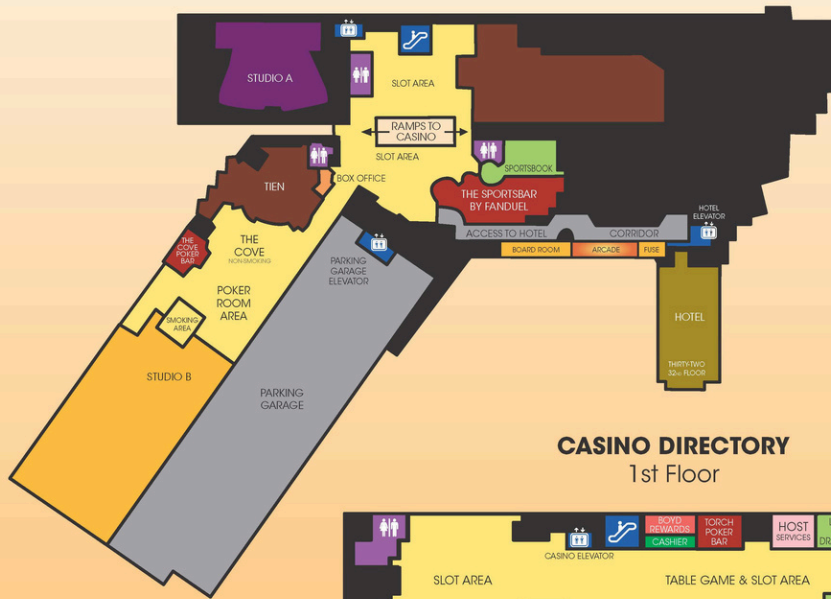 STUDIO A
SLOT AREA
RAMPS TO
CASINO
SLOT AREA
SPORTSBOOK
TIEN
BOX OFFICE
THE SPORTSBAR
BY FANDUEL
HOTEL
ELEVATOR
ACCESS TO HOTEL
CORRIDOR
THE
COVE
POKER
BAR
THE
COVE
NON-SMOKING
BOARD ROOM
ARCADE
FUSE
PARKING
GARAGE
ELEVATOR
POKER
ROOM
AREA
SMOKING
AREA
HOTEL
THIRTY-TWO
32ND FLOOR
STUDIO B
PARKING
GARAGE
CASINO DIRECTORY
1st Floor
BOYD
REWARDS
CASHIER
TORCH
POKER
BAR
HOST
SERVICES
CASINO ELEVATOR
SLOT AREA
TABLE GAME & SLOT AREA